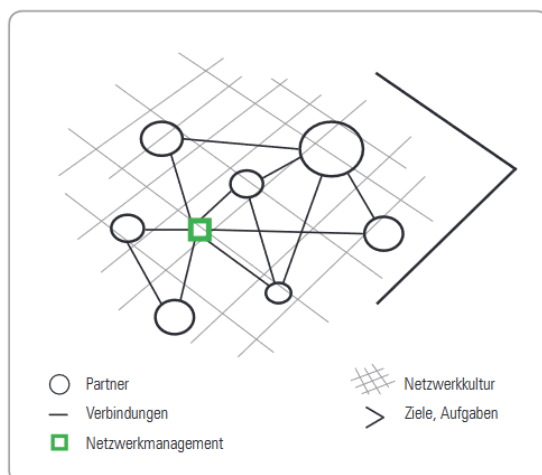 Partner
Netzwerkkultur
Verbindungen
Ziele, Aufgaben
Netzwerkmanagement